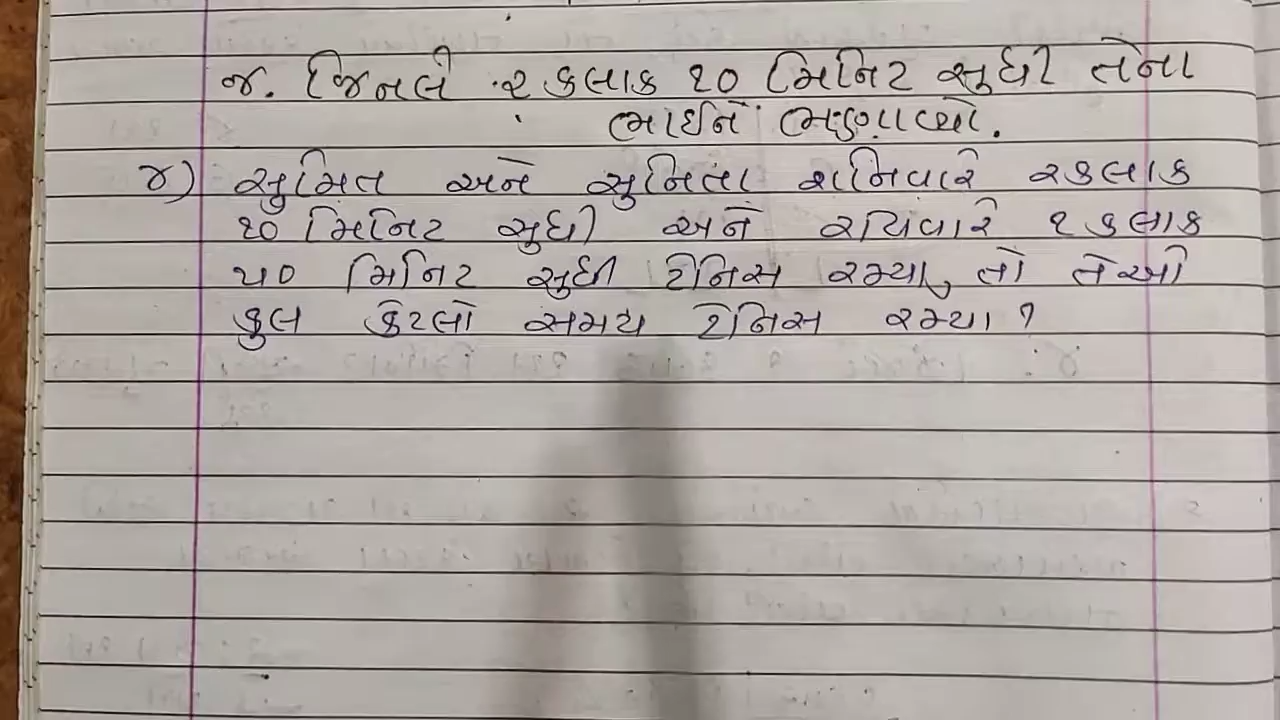 જ. જિનલે ૨ કલાક ૧૦ મિનિટ સુધી તેના
ભાઈને ભણાવ્યો.
૪) સુમિત અને સુનિતા શનિવારે ૨ કલાક
૧૦ મિનિટ સુધી અને રવિવારે ૧ કલાક
૫૦ મિનિટ સુધી ટેનિસ રમ્યા, તો તેઓ
કુલ કેટલો સમય ટેનિસ રમ્યા?